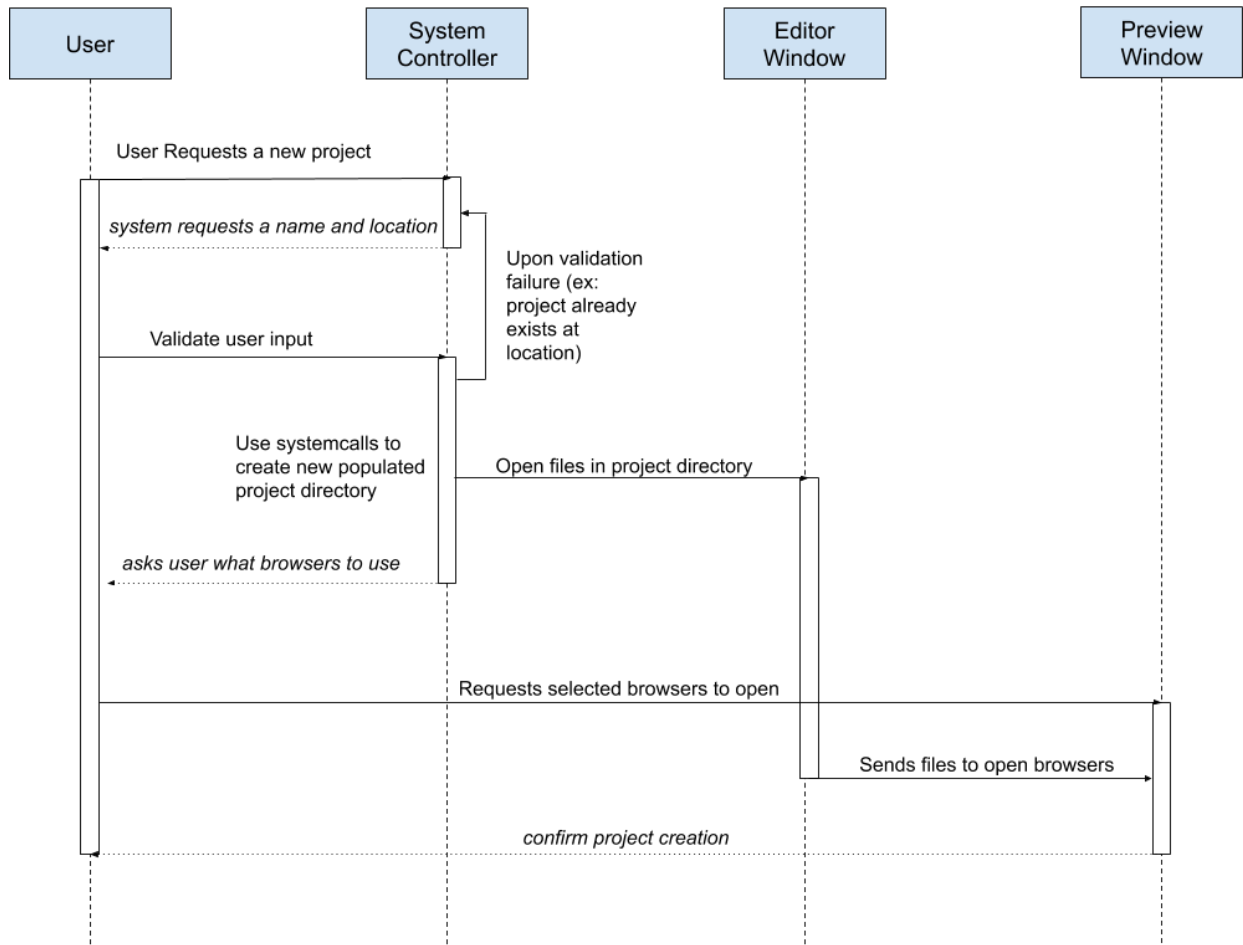 User
System
Controller
Editor
Window
Preview
Window
User Requests a new project
system requests a name and location
Upon validation
failure (ex:
project already
exists at
location)
Validate user input
Use systemcalls to
create new populated
project directory
Open files in project directory
asks user what browsers to use
Requests selected browsers to open
Sends files to open browsers
confirm project creation